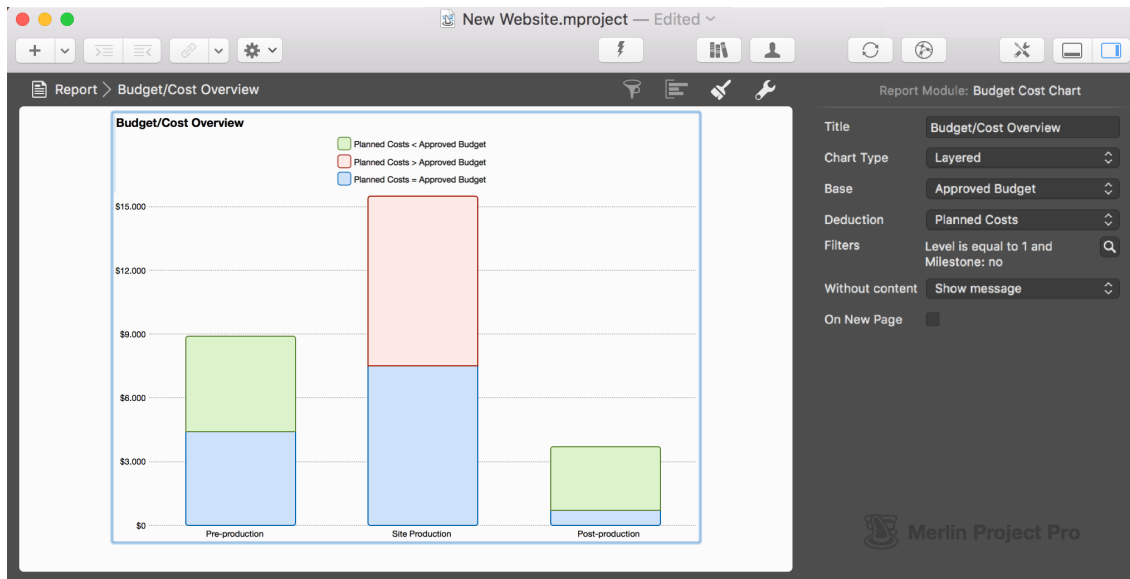 New Website.mproject — Edited
Report > Budget/Cost Overview
Report Module: Budget Cost Chart
Budget/Cost Overview
Planned Costs < Approved Budget
Planned Costs > Approved Budget
Planned Costs = Approved Budget
$15.000
$12.000
$9.000
$6.000
$3.000
$0
Pre-production
Site Production
Post-production
Title
Budget/Cost Overview
Chart Type
Layered
Base
Approved Budget
Deduction
Planned Costs
Filters
Level is equal to 1 and
Milestone: no
Without content
Show message
On New Page
Merlin Project Pro